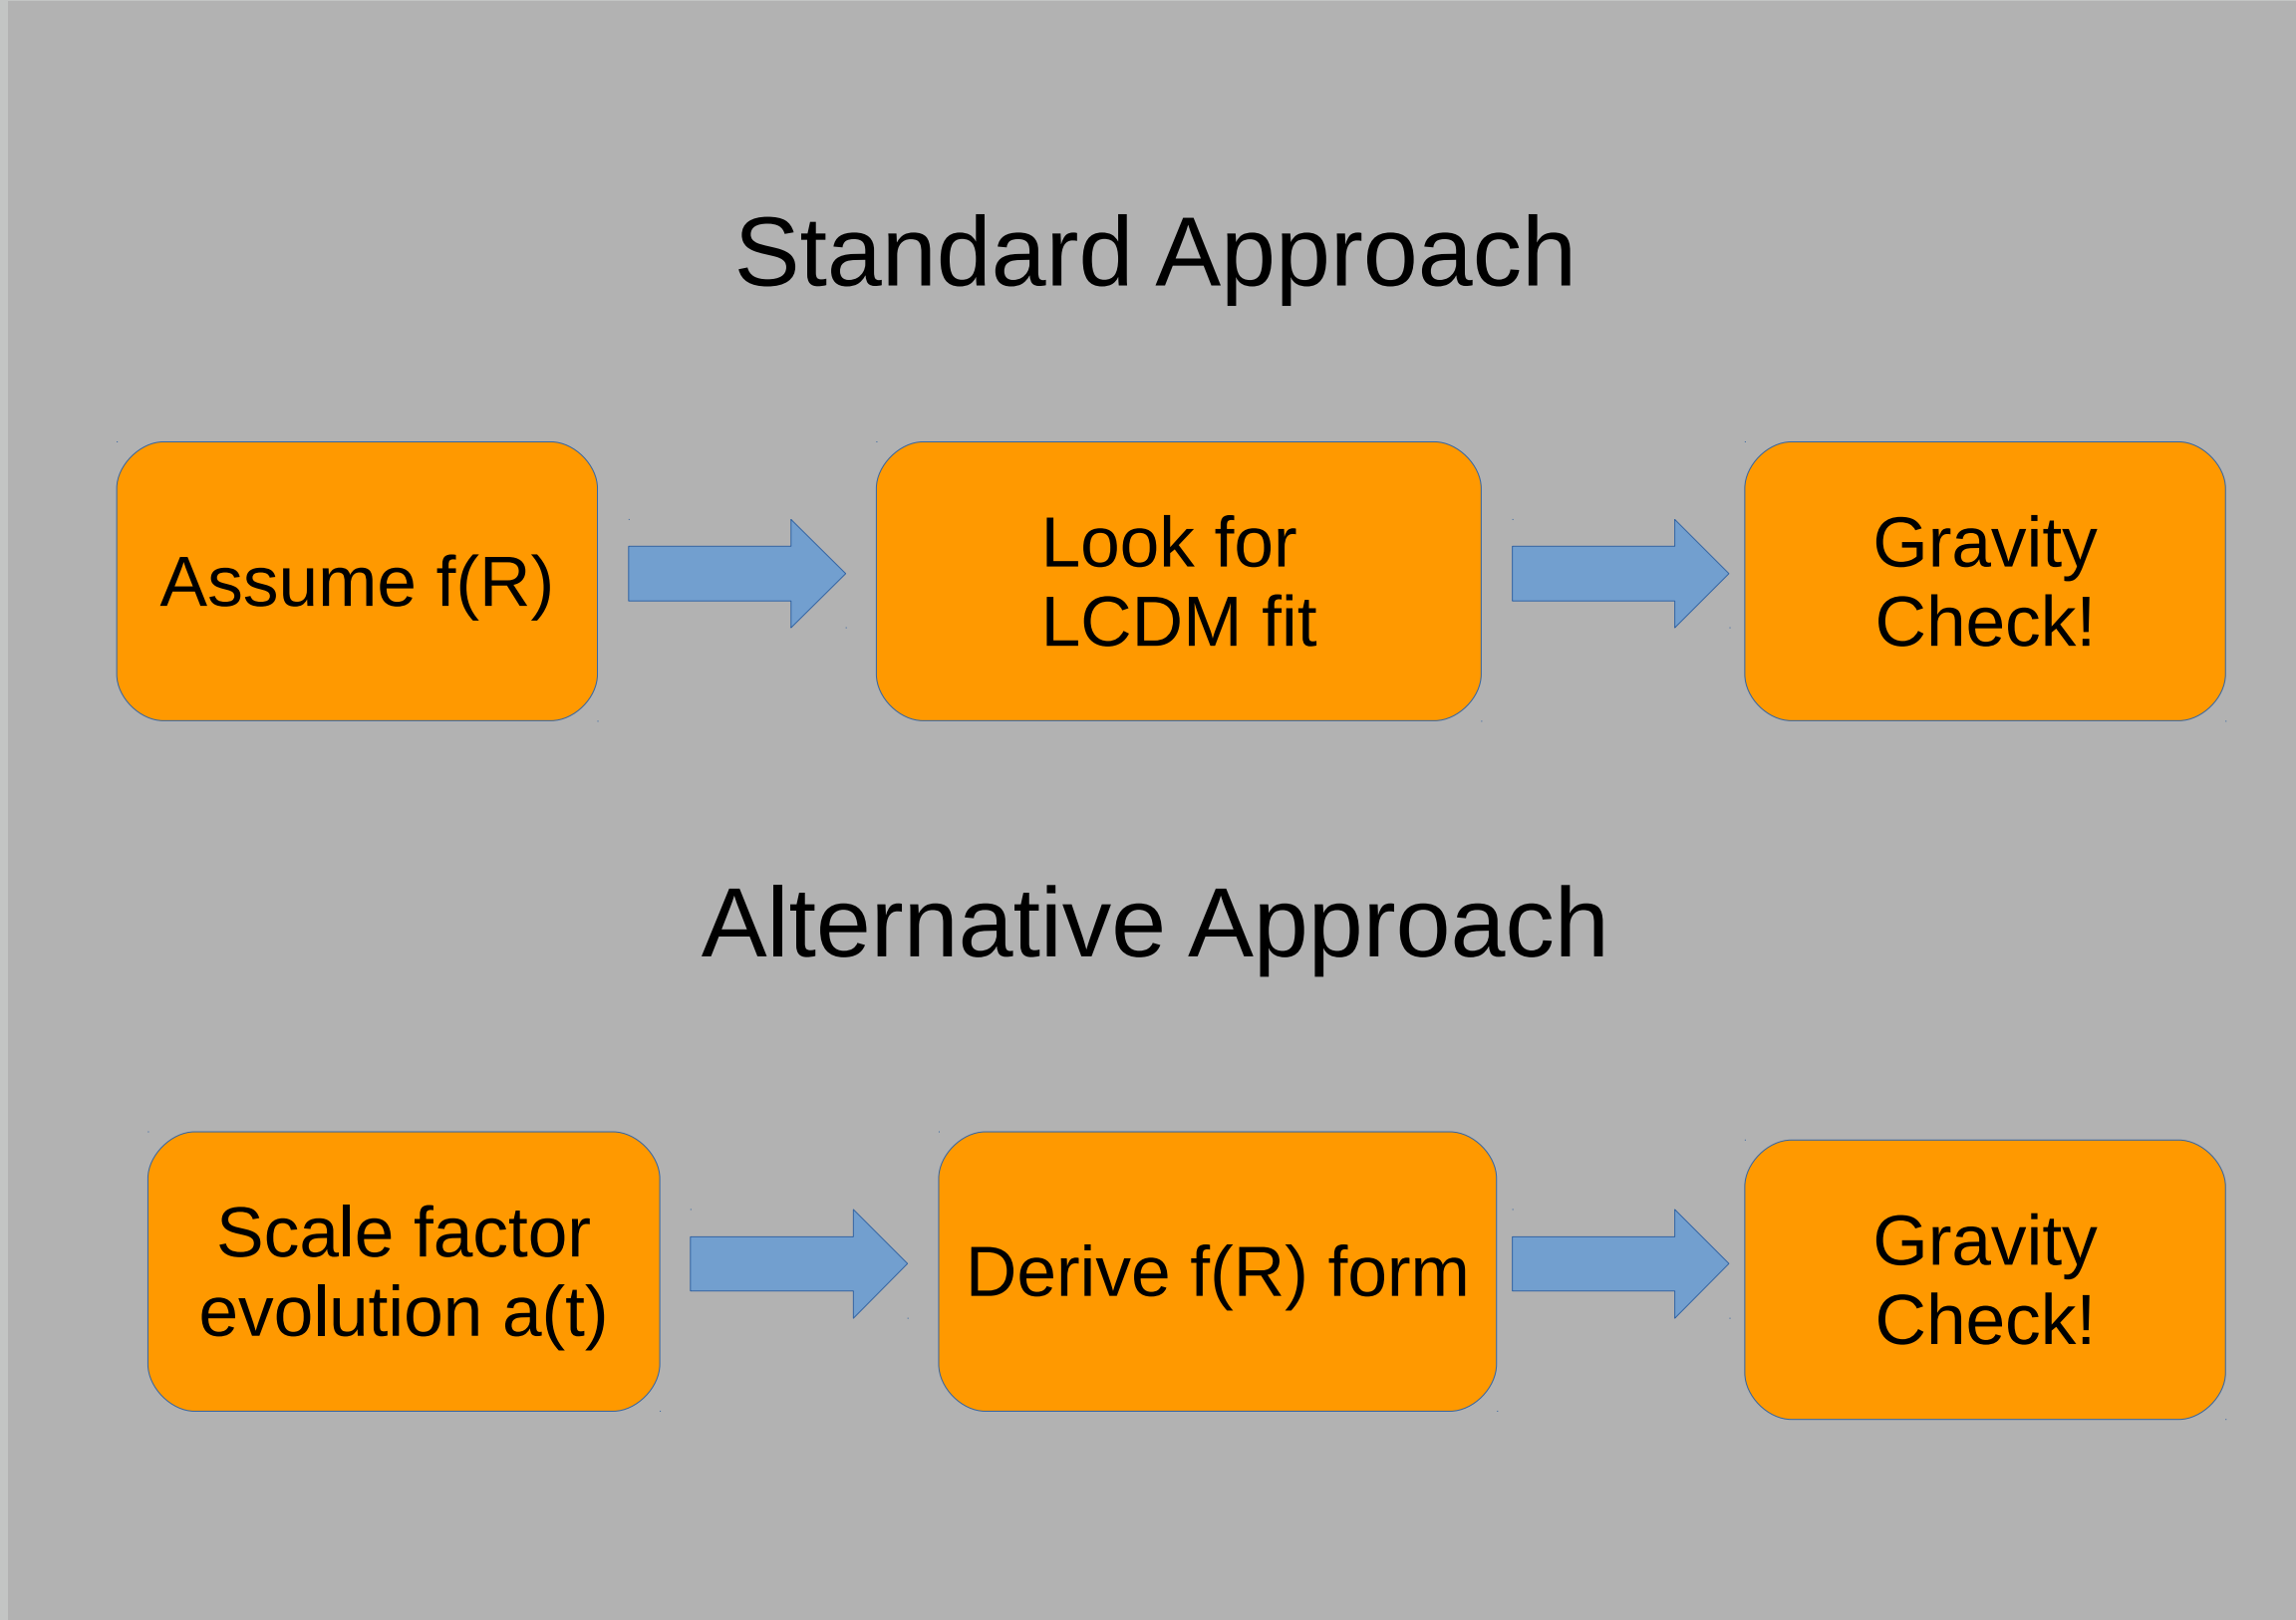 Standard Approach
Assume f(R)
Look for
LCDM fit
Gravity
Check!
Alternative Approach
Scale factor
evolution a(t)
Derive f(R) form
Gravity
Check!